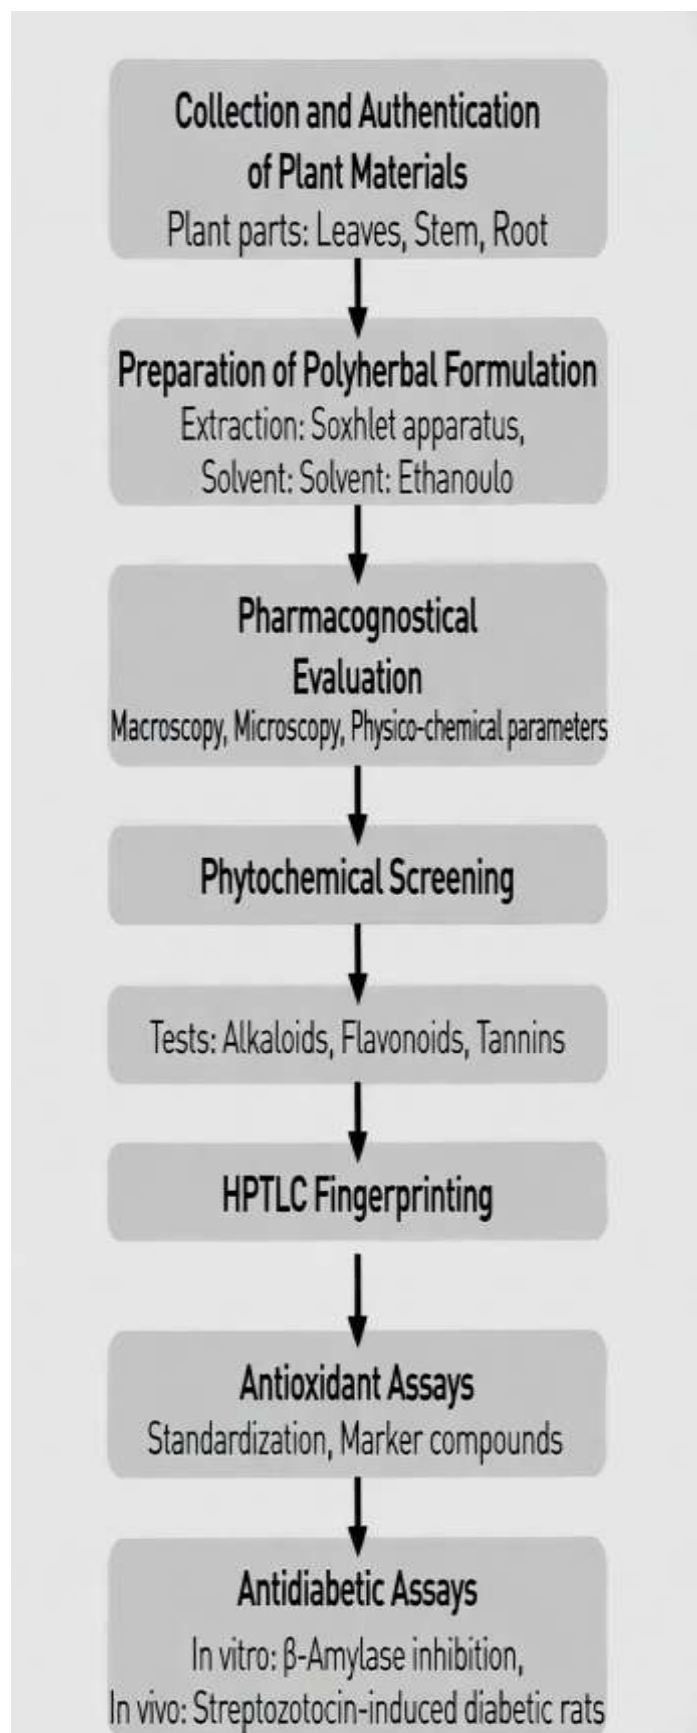 Collection and Authentication
of Plant Materials
Plant parts: Leaves, Stem, Root
Preparation of Polyherbal Formulation
Extraction: Soxhlet apparatus,
Solvent: Solvent: Ethanoulo
Pharmacognostical
Evaluation
Macroscopy, Microscopy, Physico-chemical parameters
Phytochemical Screening
Tests: Alkaloids, Flavonoids, Tannins
HPTLC Fingerprinting
Antioxidant Assays
Standardization, Marker compounds
Antidiabetic Assays
In vitro: β-Amylase inhibition,
In vivo: Streptozotocin-induced diabetic rats